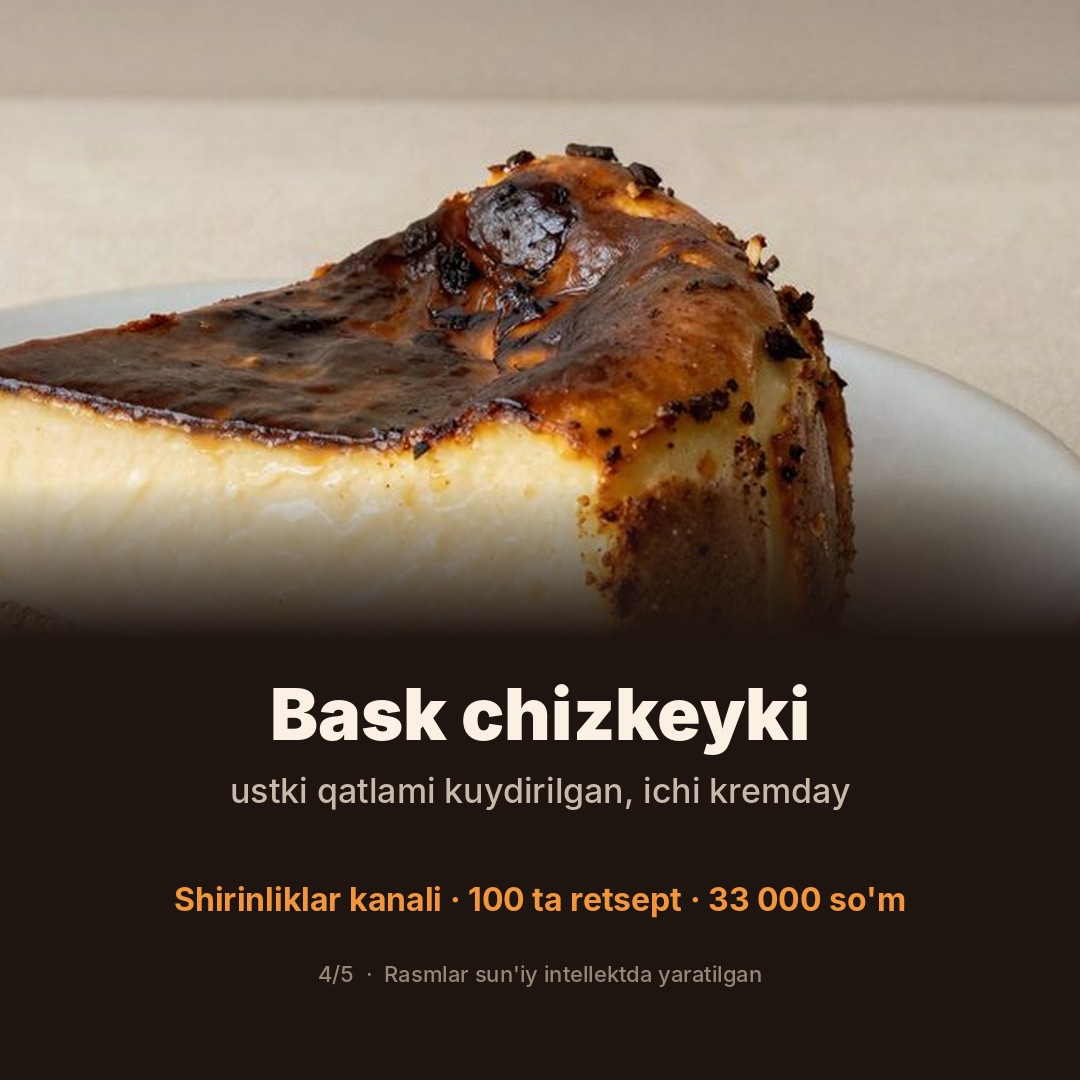 Bask chizkeyki
ustki qatlami kuydirilgan, ichi kremday
Shirinliklar kanali · 100 ta retsept · 33 000 so'm
4/5 · Rasmlar sun'iy intellektda yaratilgan